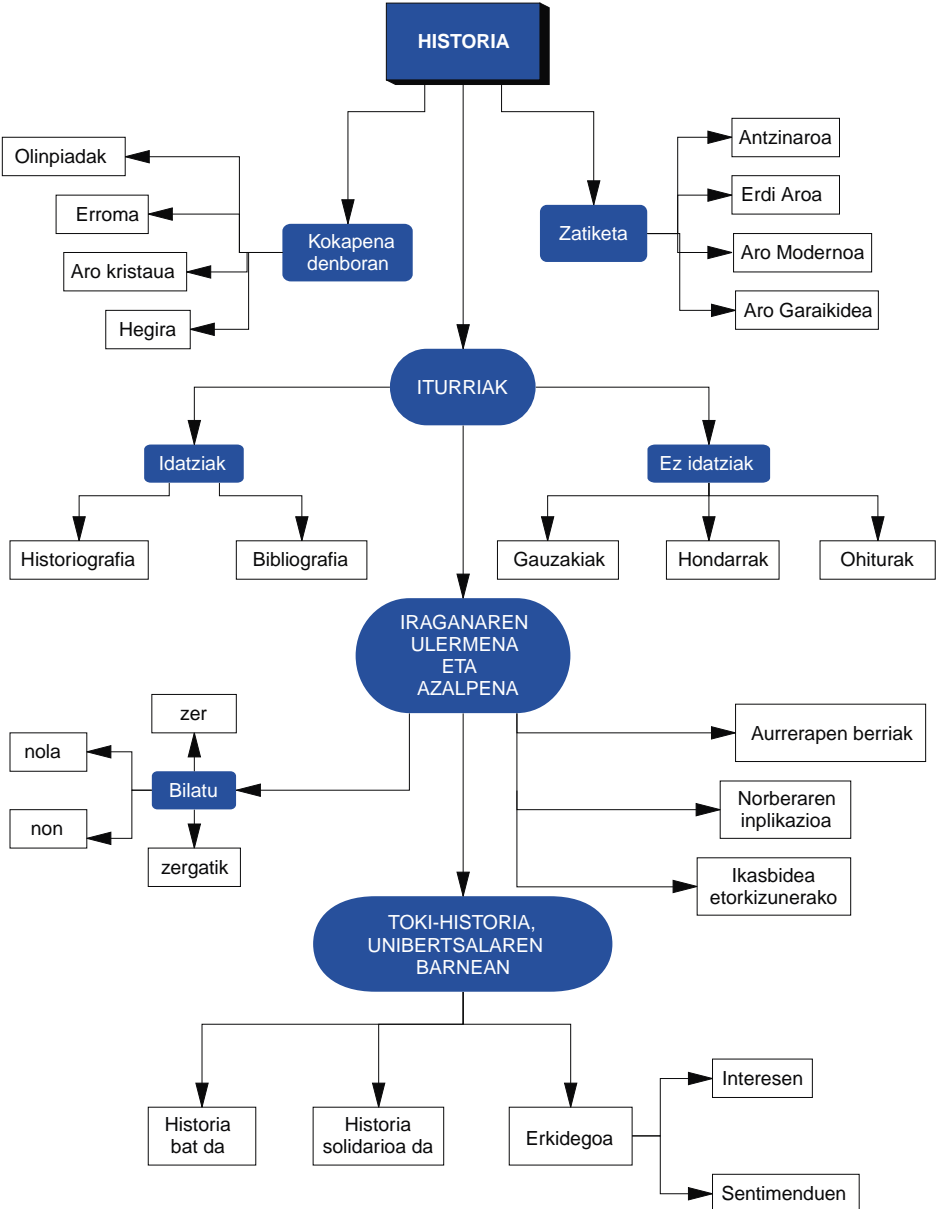 HISTORIA
Olinpiadak
Erroma
Aro kristaua
Hegira
Kokapena
denboran
Zatiketa
Antzinaroa
Erdi Aroa
Aro Modernoa
Aro Garaikidea
ITURRIAK
Idatziak
Ez idatziak
Historiografia
Bibliografia
Gauzakiak
Hondarrak
Ohiturak
IRAGANAREN
ULERMENA
ETA
AZALPENA
zer
nola
Bilatu
non
zergatik
Aurrerapen berriak
Norberaren
inplikazioa
Ikasbidea
etorkizunerako
TOKI-HISTORIA,
UNIBERTSALAREN
BARNEAN
Historia
bat da
Historia
solidarioa da
Erkidegoa
Interesen
Sentimenduen